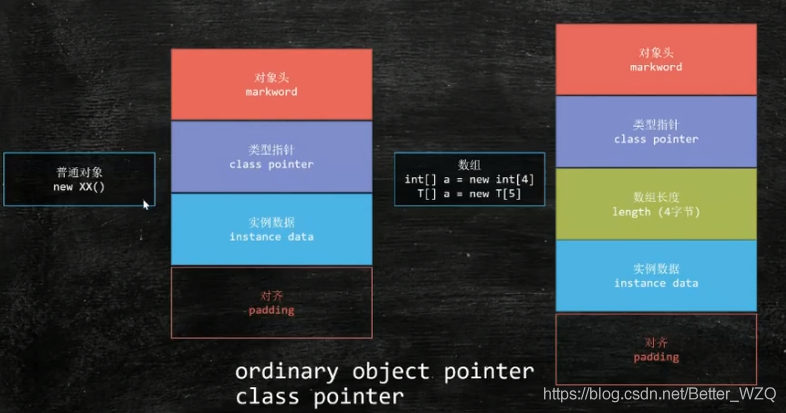 普通对象
new XX()
对象头
markword
类型指针
class pointer
实例数据
instance data
对齐
padding
数组
int[] a = new int[4]
T[] a = new T[5]
对象头
markword
类型指针
class pointer
数组长度
length (4字节)
实例数据
instance data
对齐
padding
ordinary object pointer
class pointer
https://blog.csdn.net/Better_WZQ